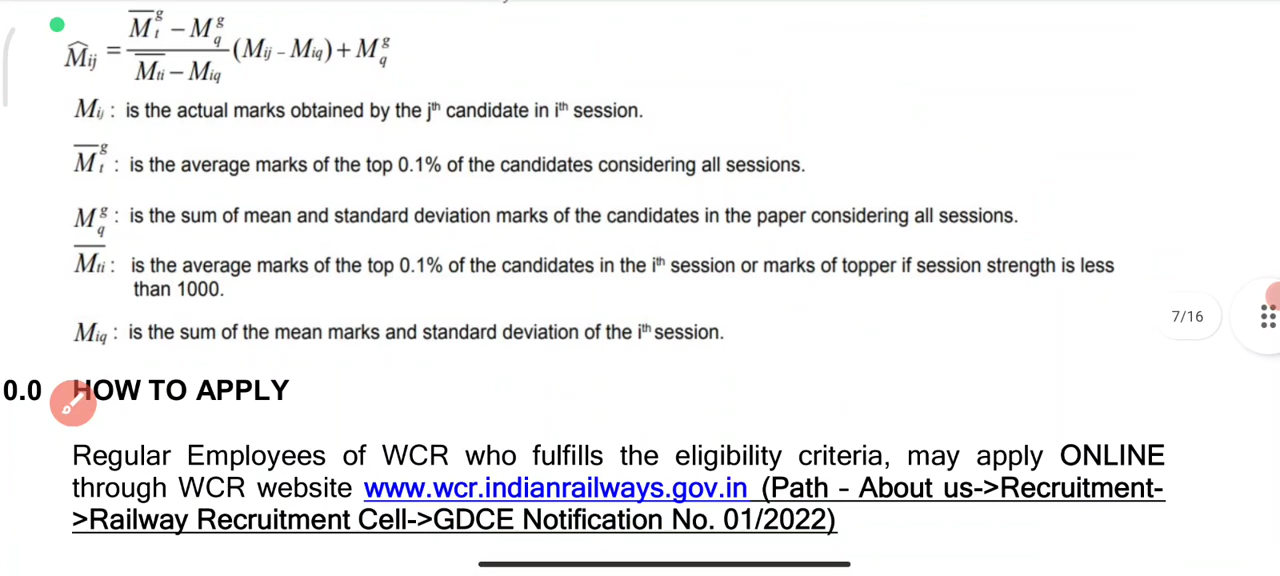 M̂ij = (M̄ᵍt − Mᵍq) / (M̄ti − Miq) (Mij − Miq) + Mᵍq
Mij : is the actual marks obtained by the jth candidate in ith session.
M̄ᵍt : is the average marks of the top 0.1% of the candidates considering all sessions.
Mᵍq : is the sum of mean and standard deviation marks of the candidates in the paper considering all sessions.
M̄ti : is the average marks of the top 0.1% of the candidates in the ith session or marks of topper if session strength is less
than 1000.
7/16
Miq : is the sum of the mean marks and standard deviation of the ith session.
0.0 HOW TO APPLY
Regular Employees of WCR who fulfills the eligibility criteria, may apply ONLINE
through WCR website www.wcr.indianrailways.gov.in (Path - About us->Recruitment-
>Railway Recruitment Cell->GDCE Notification No. 01/2022)